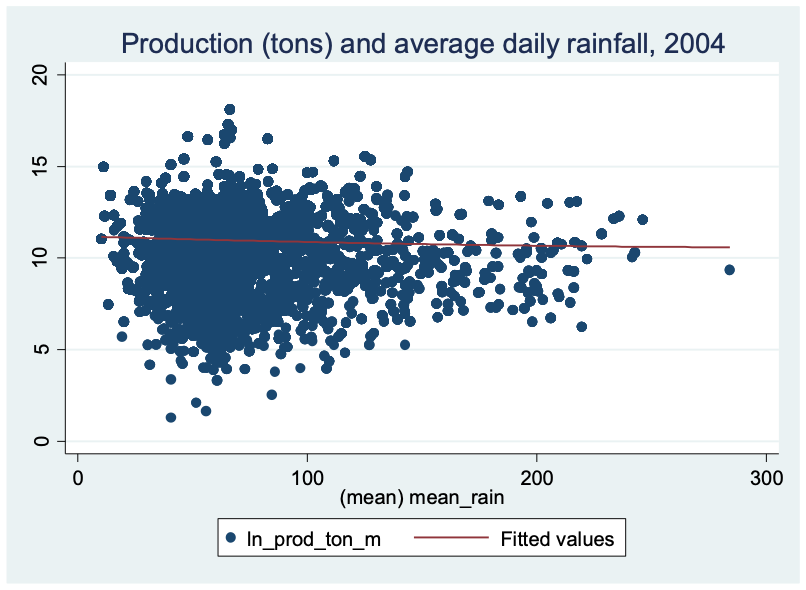 Production (tons) and average daily rainfall, 2004
20
15
10
5
0
0 100 200 300
(mean) mean_rain
ln_prod_ton_m Fitted values